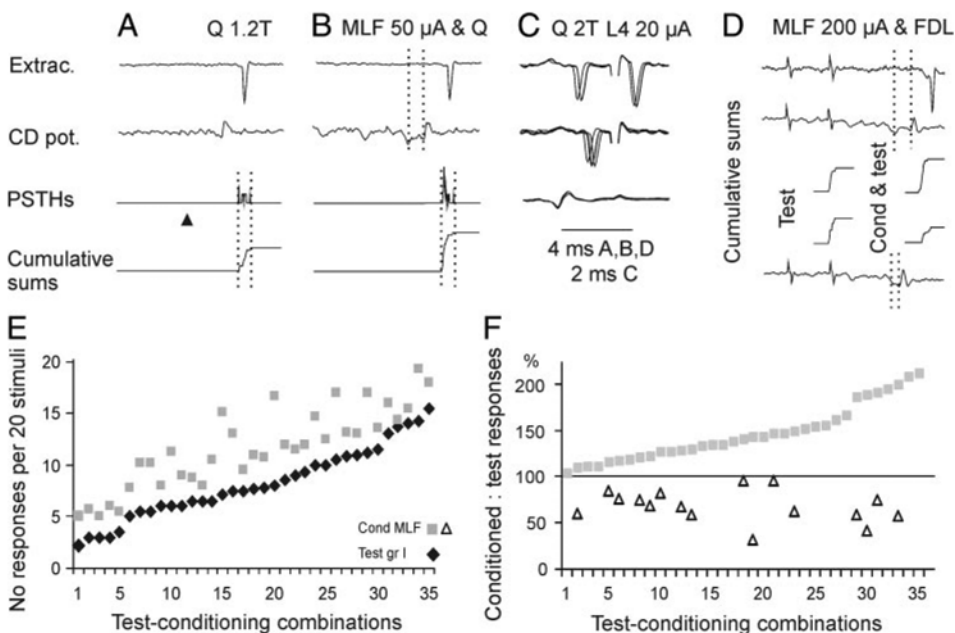 A B C D
Q 1.2T MLF 50 µA & Q Q 2T L4 20 µA MLF 200 µA & FDL
Extrac.
CD pot.
PSTHs
Cumulative
sums
4 ms A,B,D
2 ms C
Cumulative sums
Test
Cond & test
E
No responses per 20 stimuli
20
15
10
5
0
Cond MLF
Test gr I
1 5 10 15 20 25 30 35
Test-conditioning combinations
F
%
Conditioned : test responses
200
150
100
50
0
1 5 10 15 20 25 30 35
Test-conditioning combinations